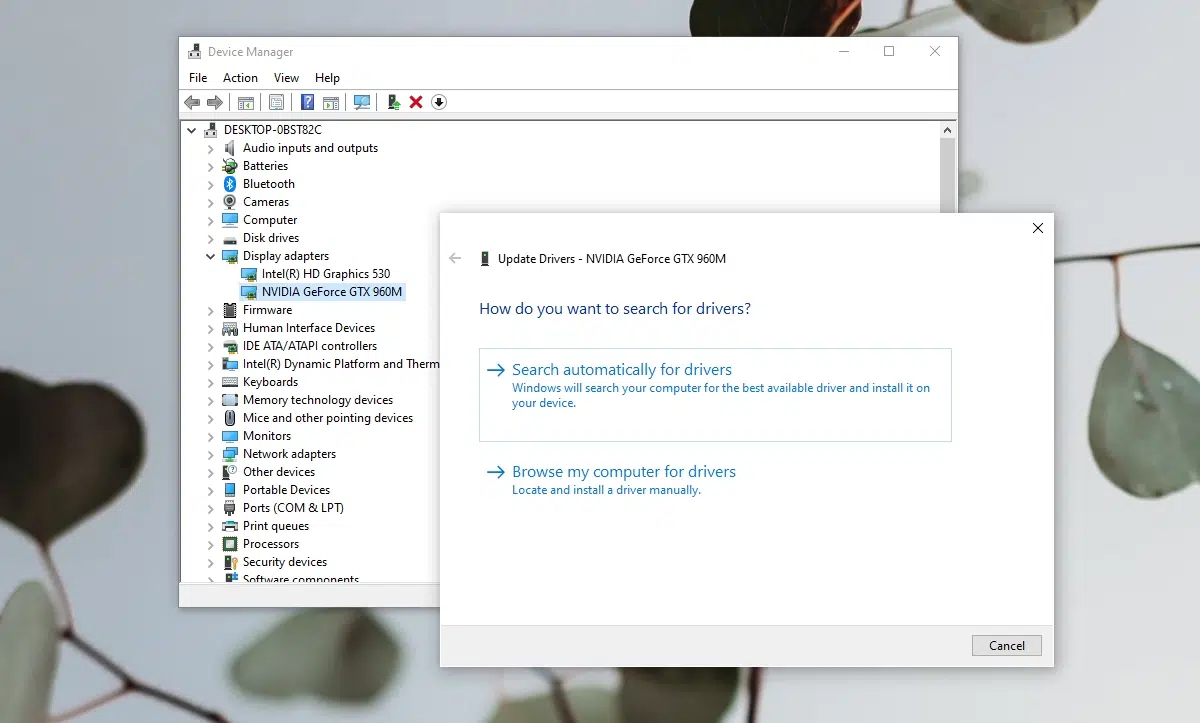 Device Manager
File Action View Help
DESKTOP-0BST82C
Audio inputs and outputs
Batteries
Bluetooth
Cameras
Computer
Disk drives
Display adapters
Intel(R) HD Graphics 530
NVIDIA GeForce GTX 960M
Firmware
Human Interface Devices
IDE ATA/ATAPI controllers
Intel(R) Dynamic Platform and Therm
Keyboards
Memory technology devices
Mice and other pointing devices
Monitors
Network adapters
Other devices
Portable Devices
Ports (COM & LPT)
Print queues
Processors
Security devices
Software components
Update Drivers - NVIDIA GeForce GTX 960M
How do you want to search for drivers?
Search automatically for drivers
Windows will search your computer for the best available driver and install it on
your device.
Browse my computer for drivers
Locate and install a driver manually.
Cancel